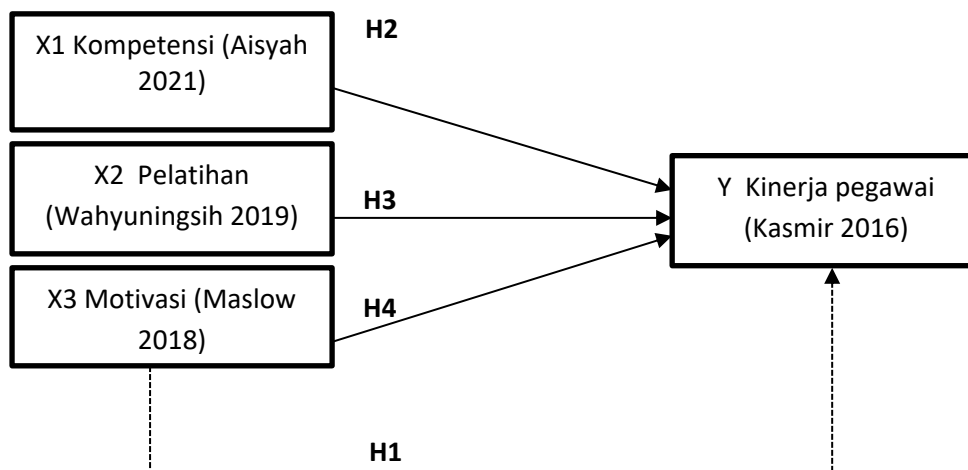 H2
X1 Kompetensi (Aisyah
2021)
X2 Pelatihan
(Wahyuningsih 2019)
H3
Y Kinerja pegawai
(Kasmir 2016)
X3 Motivasi (Maslow
2018)
H4
H1